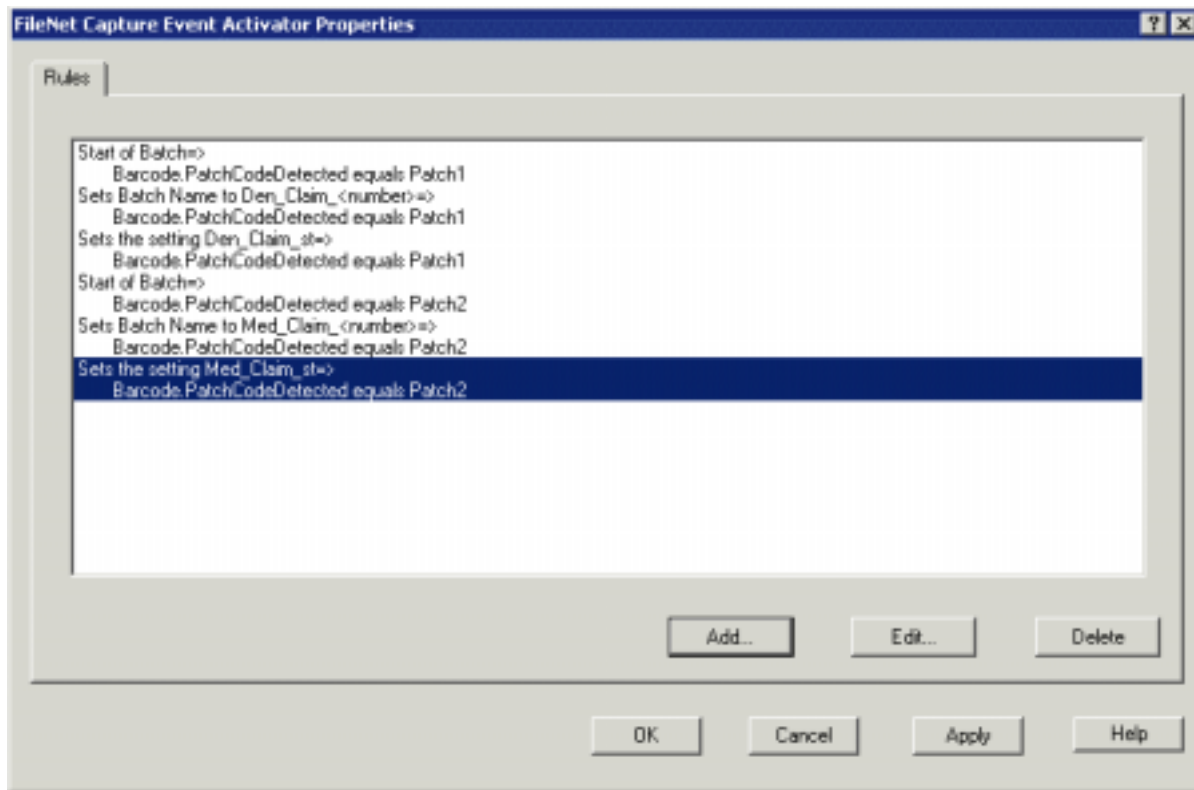 FileNet Capture Event Activator Properties
Rules
Start of Batch=>
Barcode.PatchCodeDetected equals Patch1
Sets Batch Name to Den_Claim_<number>=>
Barcode.PatchCodeDetected equals Patch1
Sets the setting Den_Claim_st=>
Barcode.PatchCodeDetected equals Patch1
Start of Batch=>
Barcode.PatchCodeDetected equals Patch2
Sets Batch Name to Med_Claim_<number>=>
Barcode.PatchCodeDetected equals Patch2
Sets the setting Med_Claim_st=>
Barcode.PatchCodeDetected equals Patch2
Add... Edit... Delete
OK Cancel Apply Help